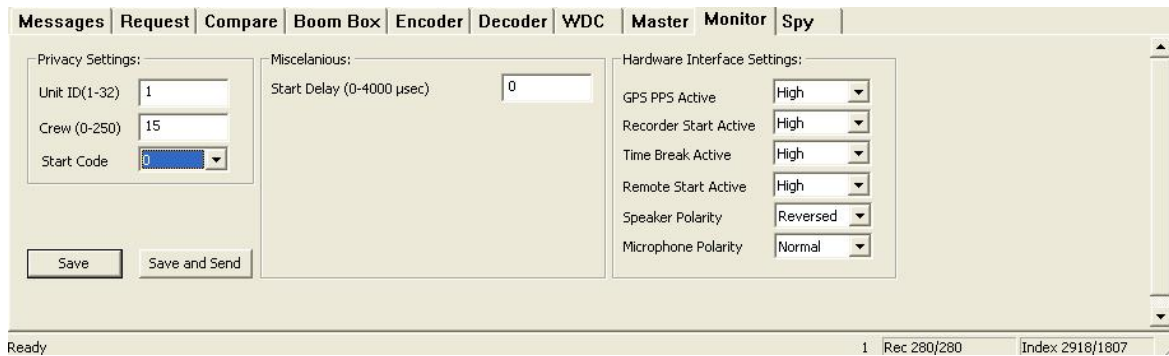 Messages Request Compare Boom Box Encoder Decoder WDC Master Monitor Spy
Privacy Settings:
Unit ID(1-32) 1
Crew (0-250) 15
Start Code 0
Save Save and Send
Miscelanious:
Start Delay (0-4000 µsec) 0
Hardware Interface Settings:
GPS PPS Active High
Recorder Start Active High
Time Break Active High
Remote Start Active High
Speaker Polarity Reversed
Microphone Polarity Normal
Ready 1 Rec 280/280 Index 2918/1807